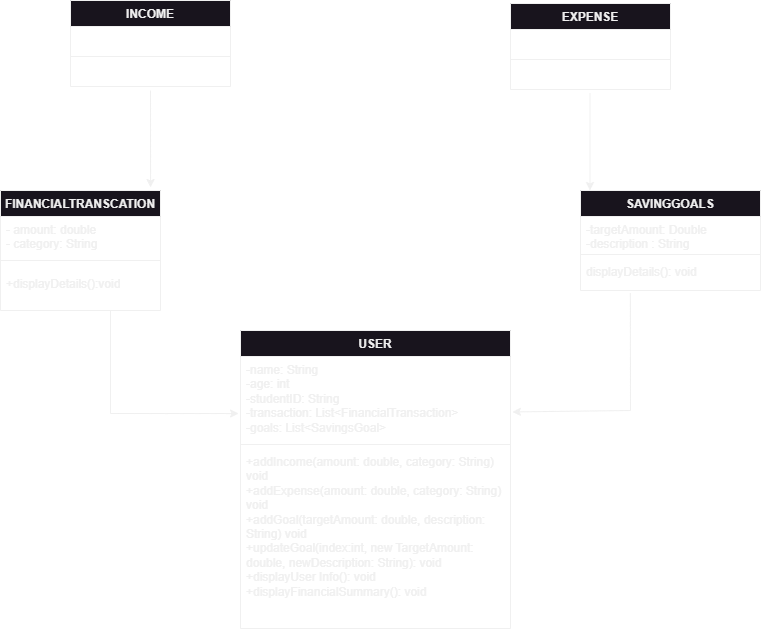 INCOME
EXPENSE
FINANCIALTRANSCATION
- amount: double
- category: String
+displayDetails():void
SAVINGGOALS
-targetAmount: Double
-description : String
displayDetails(): void
USER
-name: String
-age: int
-studentID: String
-transaction: List<FinancialTransaction>
-goals: List<SavingsGoal>
+addIncome(amount: double, category: String)
void
+addExpense(amount: double, category: String)
void
+addGoal(targetAmount: double, description:
String) void
+updateGoal(index:int, new TargetAmount:
double, newDescription: String): void
+displayUser Info(): void
+displayFinancialSummary(): void